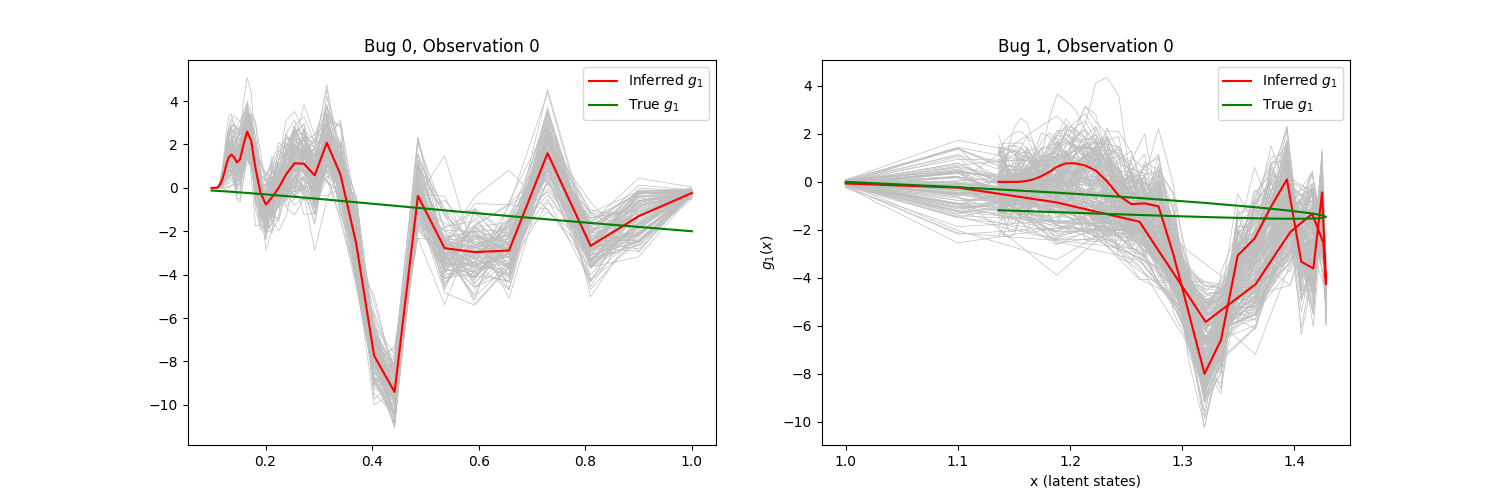 Bug 0, Observation 0
Inferred g₁
True g₁
4
2
0
−2
−4
−6
−8
−10
0.2 0.4 0.6 0.8 1.0
Bug 1, Observation 0
Inferred g₁
True g₁
g₁(x)
4
2
0
−2
−4
−6
−8
−10
1.0 1.1 1.2 1.3 1.4
x (latent states)